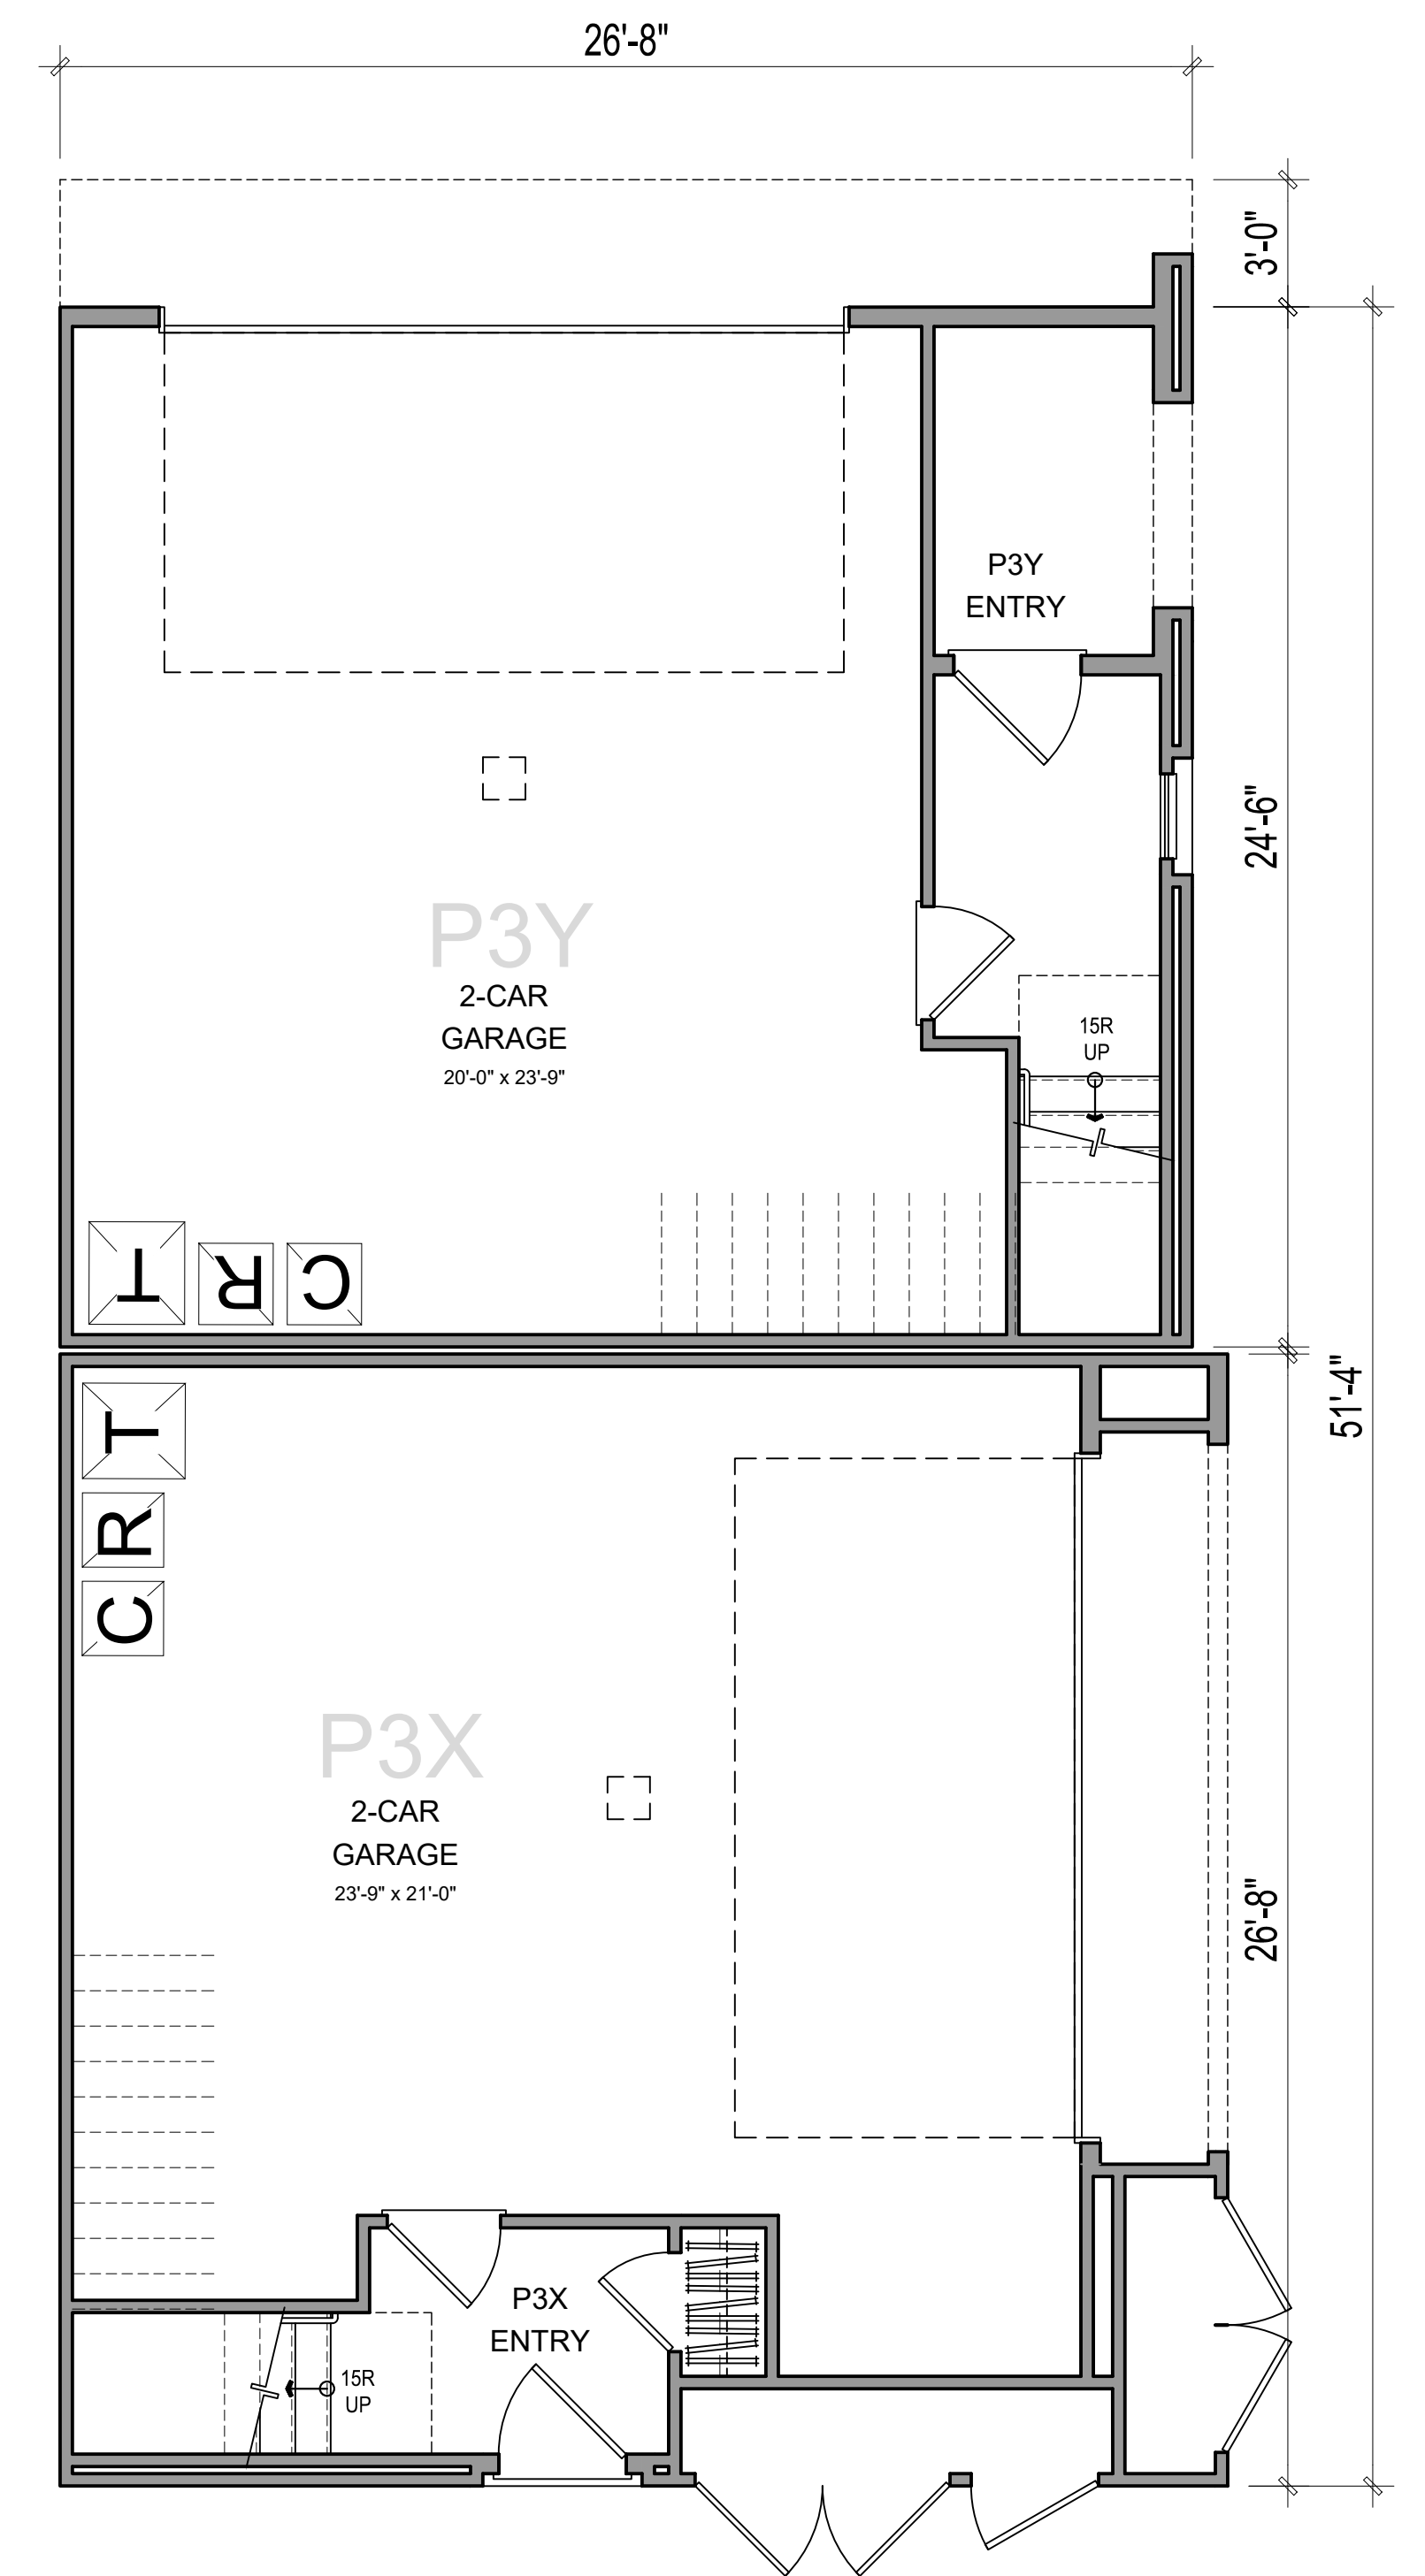 26'-8"
3'-0"
P3Y
ENTRY
24'-6"
P3Y
2-CAR
GARAGE
20'-0" x 23'-9"
15R
UP
T R C
51'-4"
T
R
C
P3X
2-CAR
GARAGE
23'-9" x 21'-0"
26'-8"
P3X
ENTRY
15R
UP